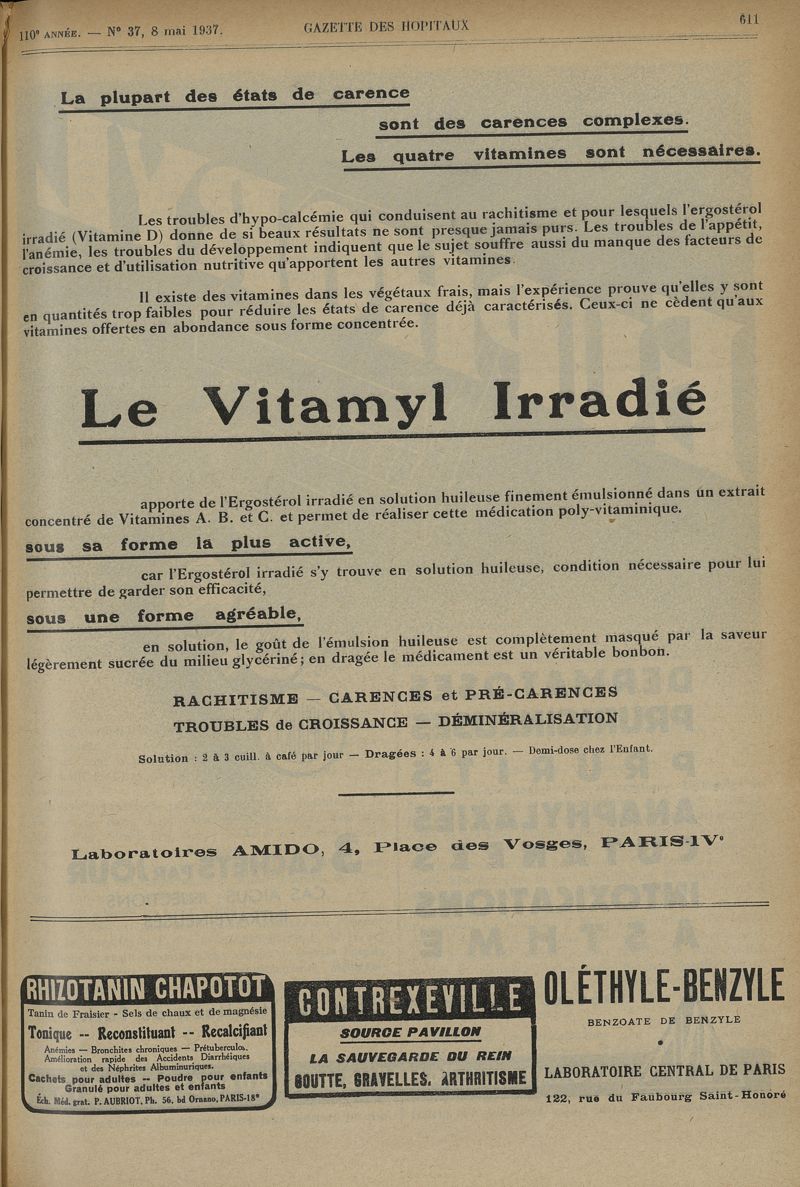 110e ANNÉE. — N° 37, 8 mai 1937.
GAZETTE DES HOPITAUX
611
La plupart des états de carence
sont des carences complexes.
Les quatre vitamines sont nécessaires.
Les troubles d'hypo-calcémie qui conduisent au rachitisme et pour lesquels l'ergostérol
irradié (Vitamine D) donne de si beaux résultats ne sont presque jamais purs. Les troubles de l'appétit,
l'anémie, les troubles du développement indiquent que le sujet souffre aussi du manque des facteurs de
croissance et d'utilisation nutritive qu'apportent les autres vitamines.
Il existe des vitamines dans les végétaux frais, mais l'expérience prouve qu'elles y sont
en quantités trop faibles pour réduire les états de carence déjà caractérisés. Ceux-ci ne cèdent qu'aux
vitamines offertes en abondance sous forme concentrée.
Le Vitamyl Irradié
apporte de l'Ergostérol irradié en solution huileuse finement émulsionné dans un extrait
concentré de Vitamines A. B. et C. et permet de réaliser cette médication poly-vitaminique.
sous sa forme la plus active,
car l'Ergostérol irradié s'y trouve en solution huileuse, condition nécessaire pour lui
permettre de garder son efficacité,
sous une forme agréable,
en solution, le goût de l'émulsion huileuse est complètement masqué par la saveur
légèrement sucrée du milieu glycériné ; en dragée le médicament est un véritable bonbon.
RACHITISME — CARENCES et PRÉ-CARENCES
TROUBLES de CROISSANCE — DÉMINÉRALISATION
Solution : 2 à 3 cuill. à café par jour — Dragées : 4 à 6 par jour. — Demi-dose chez l'Enfant.
Laboratoires AMIDO, 4, Place des Vosges, PARIS-IVe
RHIZOTANIN CHAPOTOT
Tanin de Fraisier - Sels de chaux et de magnésie
Tonique -- Reconstituant -- Recalcifiant
Anémies — Bronchites chroniques — Prétuberculos.
Amélioration rapide des Accidents Diarrhéiques
et des Néphrites Albuminuriques.
Cachets pour adultes -- Poudre pour enfants
Granulé pour adultes et enfants
Éch. Méd. grat. P. AUBRIOT, Ph. 56, bd Ornano, PARIS-18e
CONTREXEVILLE
SOURCE PAVILLON
LA SAUVEGARDE DU REIN
GOUTTE, GRAVELLES, ARTHRITISME
OLÉTHYLE-BENZYLE
BENZOATE DE BENZYLE
LABORATOIRE CENTRAL DE PARIS
122, rue du Faubourg Saint-Honoré